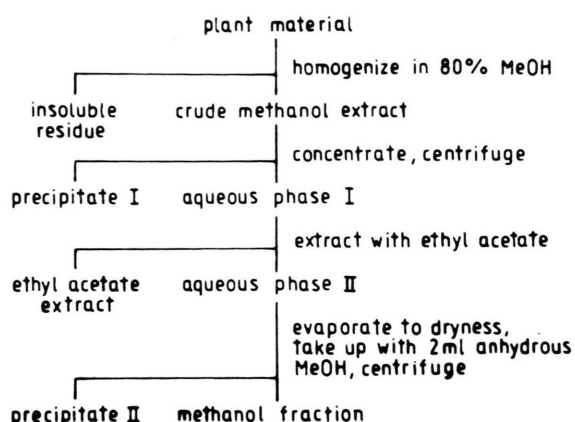 plant material
homogenize in 80% MeOH
insoluble
residue
crude methanol extract
concentrate, centrifuge
precipitate I
aqueous phase I
extract with ethyl acetate
ethyl acetate
extract
aqueous phase II
evaporate to dryness,
take up with 2ml anhydrous
MeOH, centrifuge
precipitate II
methanol fraction